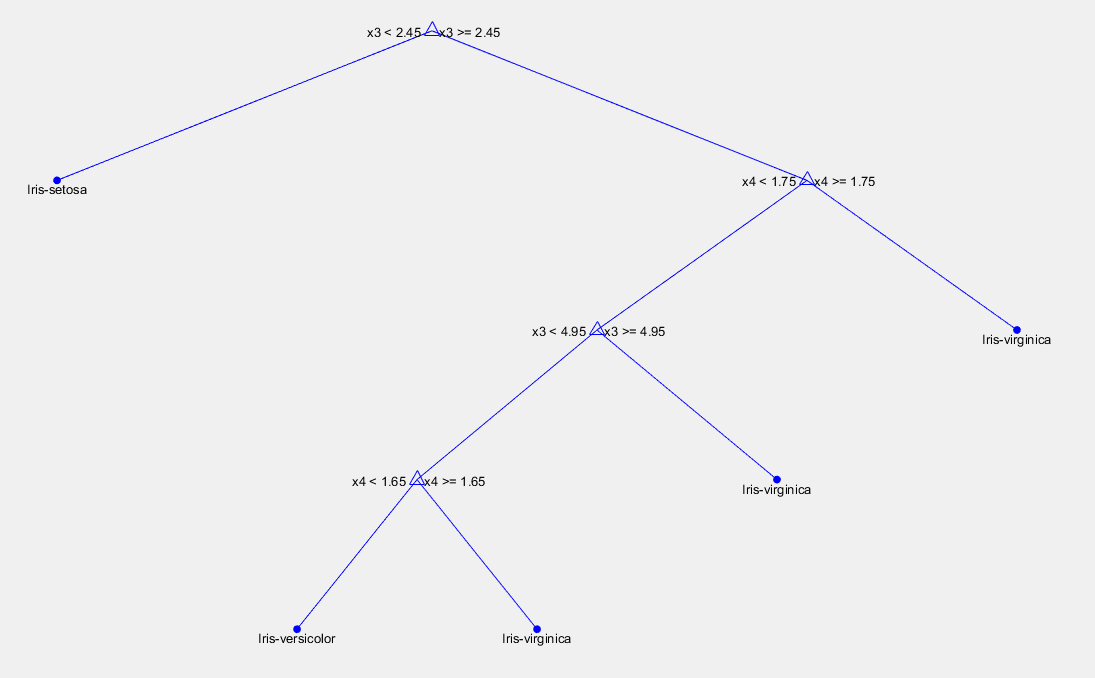 x3 < 2.45 x3 >= 2.45
Iris-setosa
x4 < 1.75 x4 >= 1.75
x3 < 4.95 x3 >= 4.95
Iris-virginica
x4 < 1.65 x4 >= 1.65
Iris-virginica
Iris-versicolor
Iris-virginica